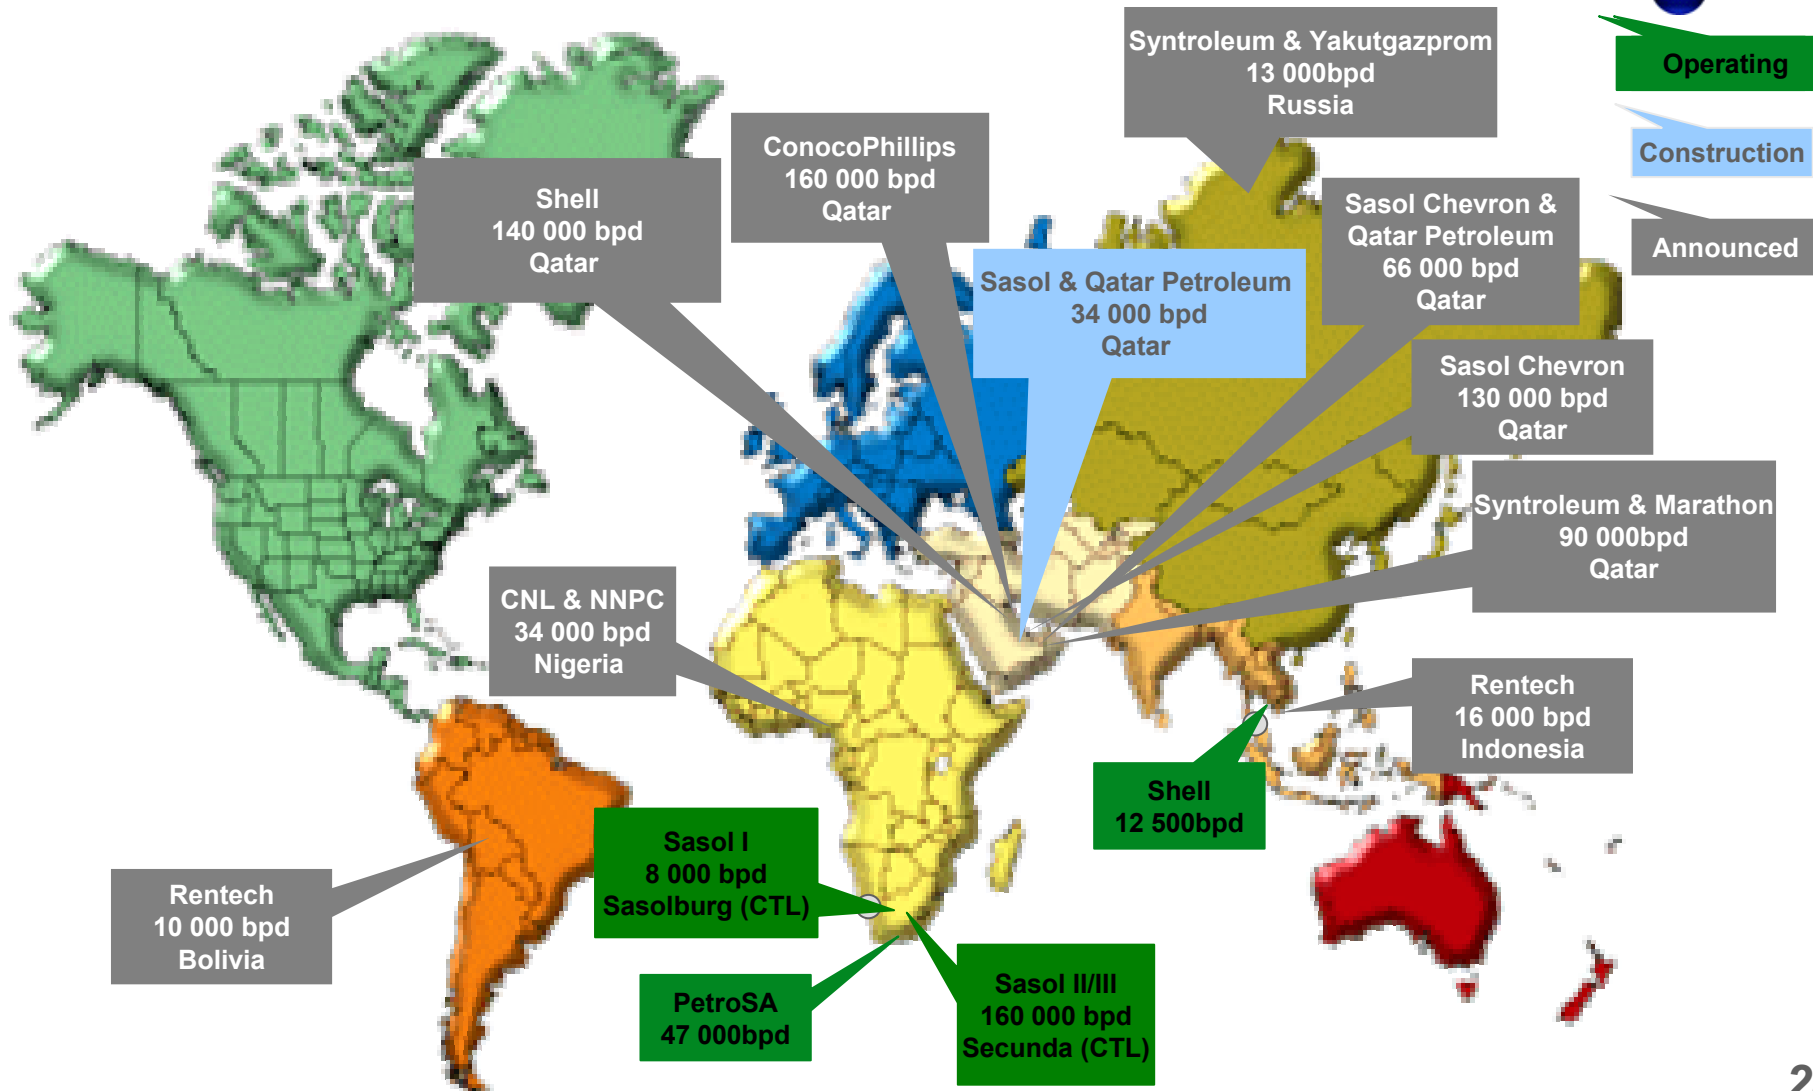 Syntroleum & Yakutgazprom
13 000bpd
Russia
Operating
Construction
Announced
ConocoPhillips
160 000 bpd
Qatar
Shell
140 000 bpd
Qatar
Sasol Chevron &
Qatar Petroleum
66 000 bpd
Qatar
Sasol & Qatar Petroleum
34 000 bpd
Qatar
Sasol Chevron
130 000 bpd
Qatar
Syntroleum & Marathon
90 000bpd
Qatar
CNL & NNPC
34 000 bpd
Nigeria
Rentech
16 000 bpd
Indonesia
Shell
12 500bpd
Sasol I
8 000 bpd
Sasolburg (CTL)
Rentech
10 000 bpd
Bolivia
PetroSA
47 000bpd
Sasol II/III
160 000 bpd
Secunda (CTL)
2